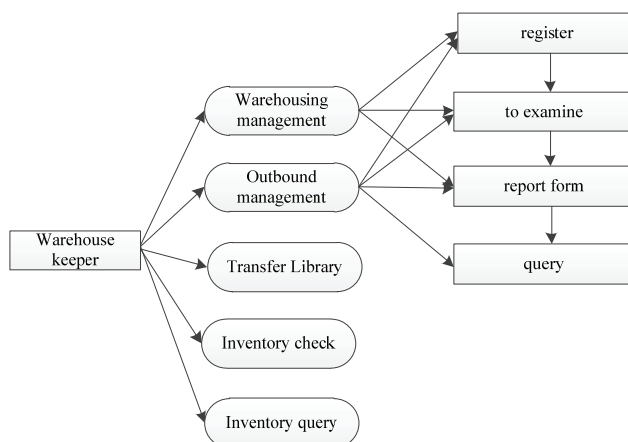 register
Warehousing
management
to examine
Outbound
management
report form
Warehouse
keeper
Transfer Library
query
Inventory check
Inventory query